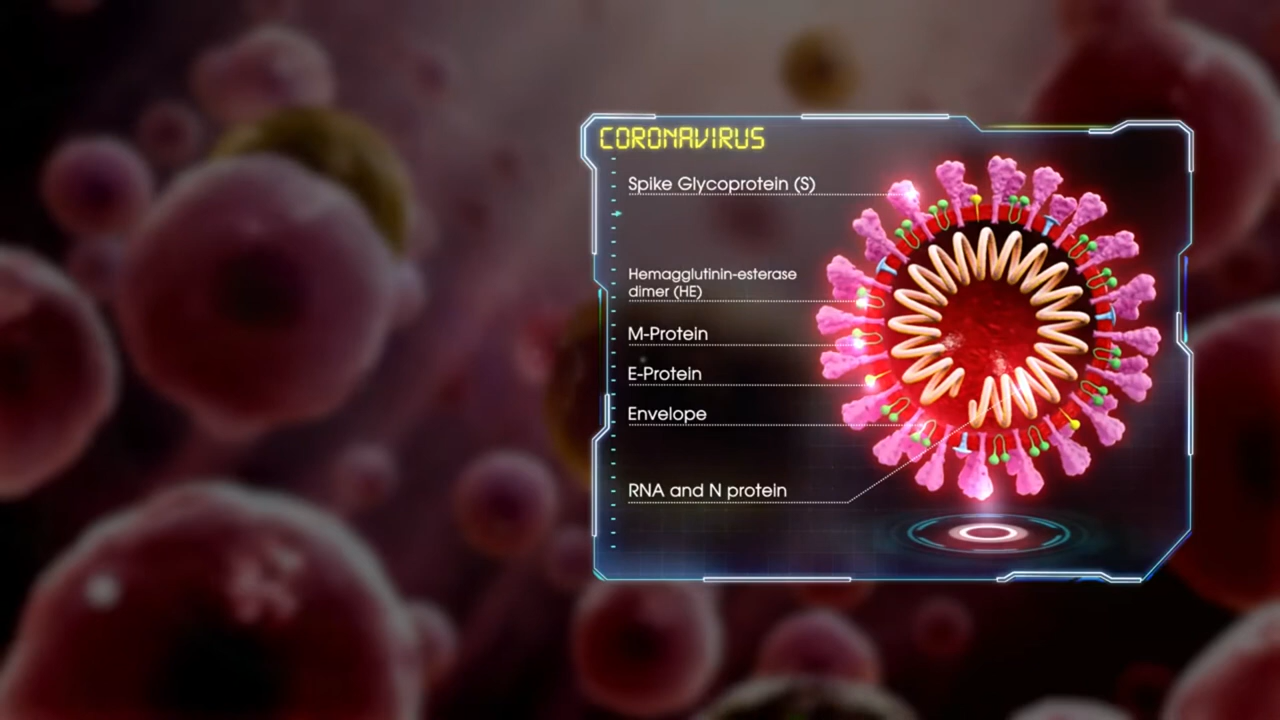 CORONAVIRUS
Spike Glycoprotein (S)
Hemagglutinin-esterase
dimer (HE)
M-Protein
E-Protein
Envelope
RNA and N protein